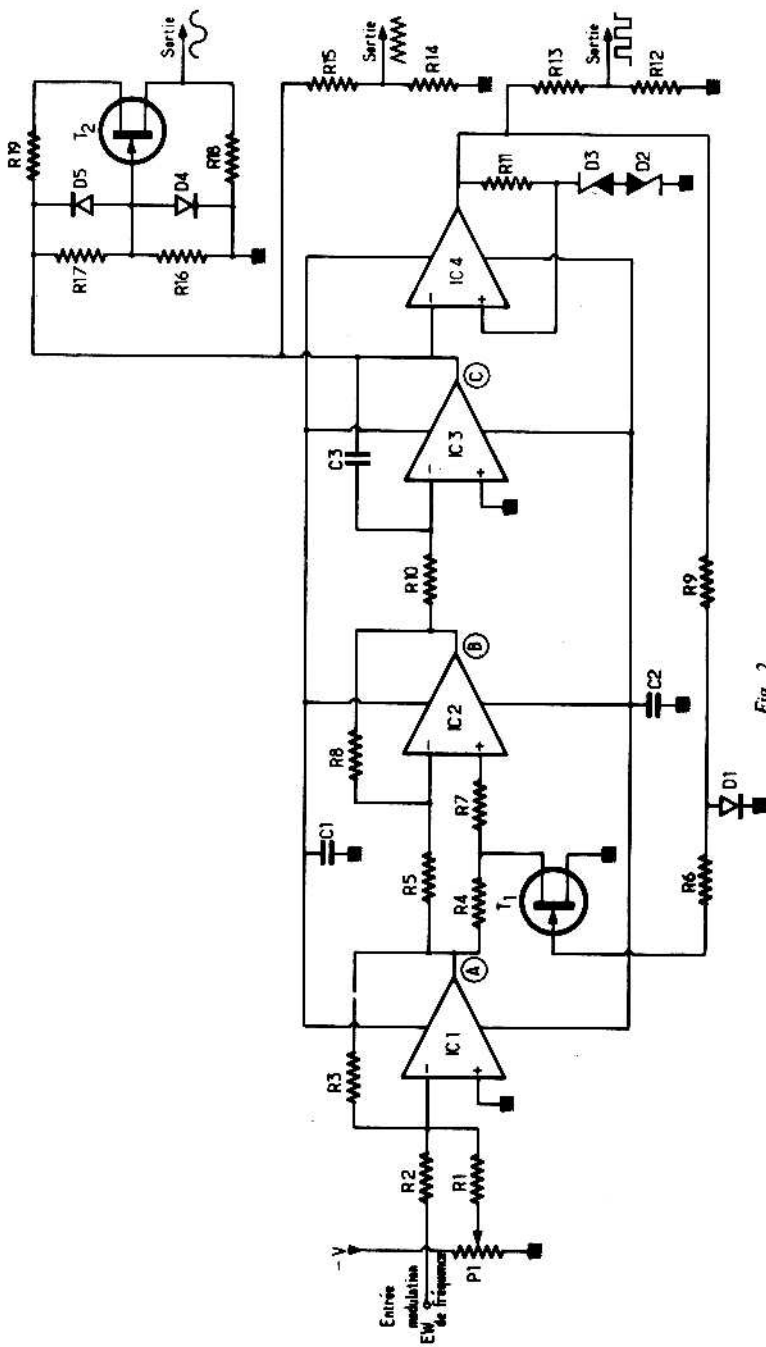 Entrée
modulation
EW de fréquence
- V
P1
R2
R1
R3
-
+
IC1
A
R5
R4
T1
C1
R8
R7
-
+
IC2
B
R6
D1
C2
R10
C3
-
+
IC3
C
R9
-
+
IC4
R11
D3
D2
R17
R16
D5
D4
R19
R18
T2
Sortie
R15
Sortie
R14
R13
Sortie
R12
Fig. 2